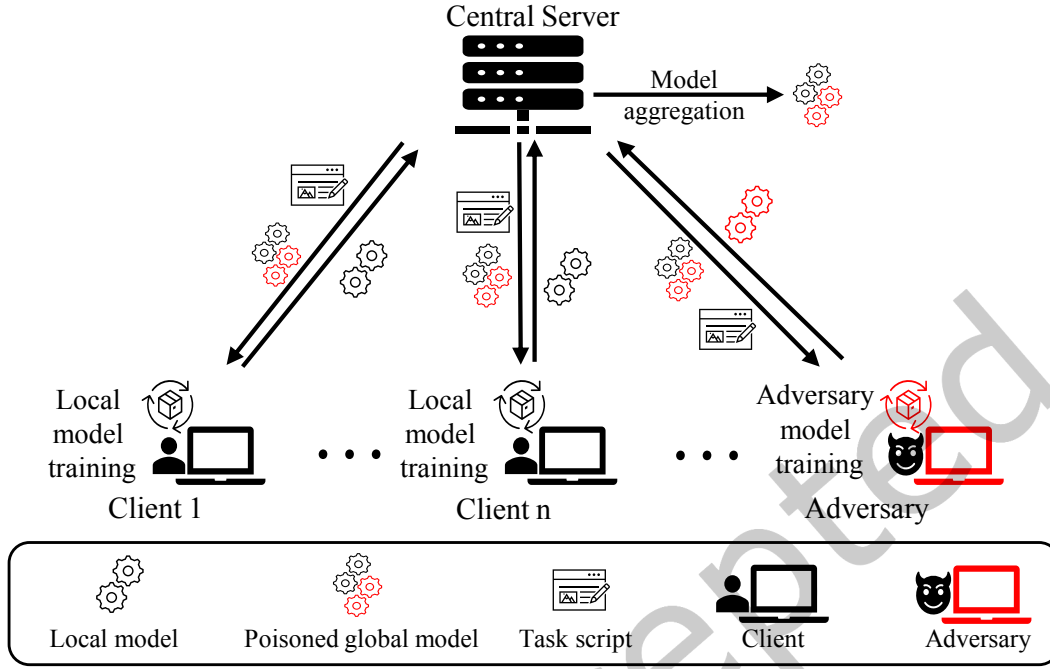 Central Server
Model
aggregation
Local
model
training
Client 1
Local
model
training
Client n
Adversary
model
training
Adversary
Local model
Poisoned global model
Task script
Client
Adversary
epted